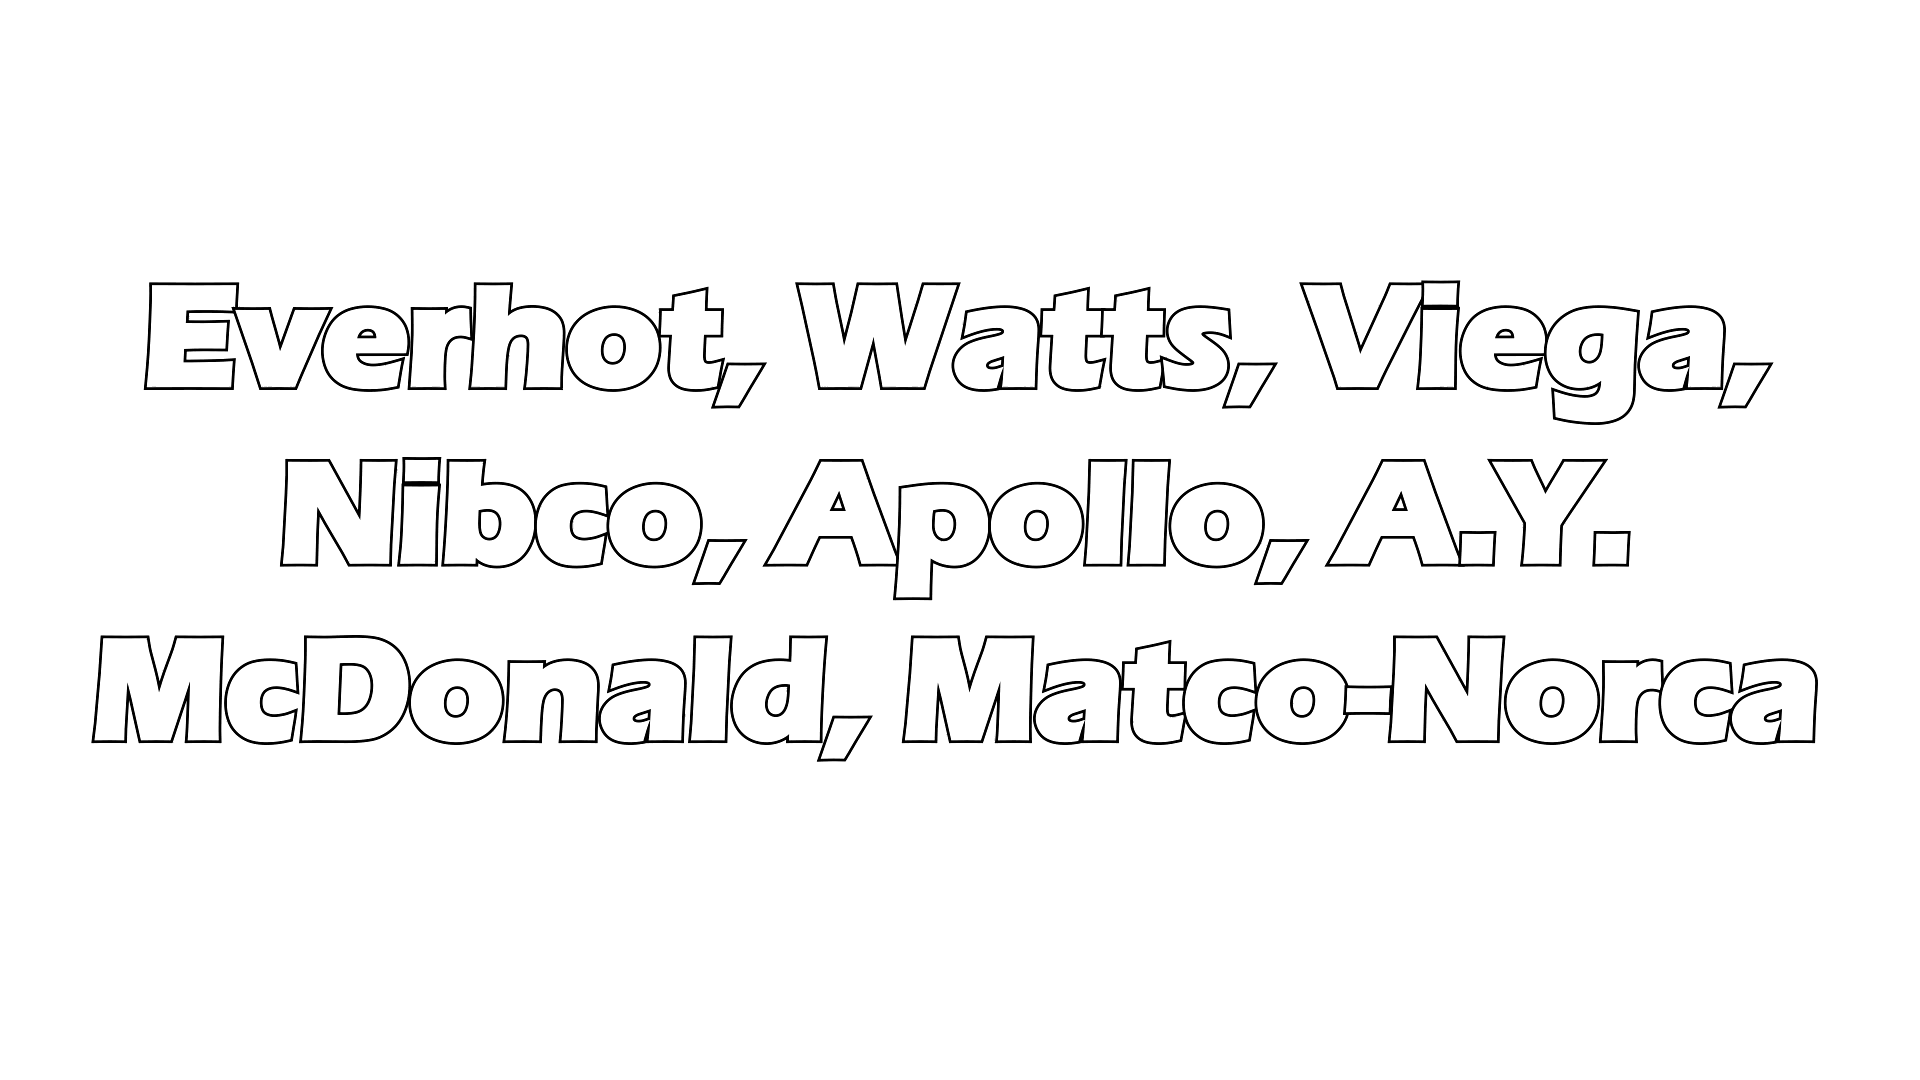 Everhot, Watts, Viega,
Nibco, Apollo, A.Y.
McDonald, Matco-Norca